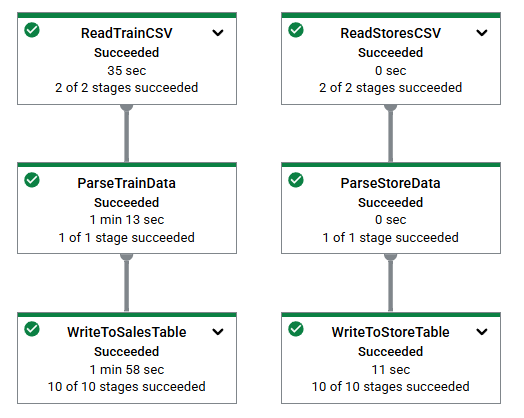 ReadTrainCSV
Succeeded
35 sec
2 of 2 stages succeeded
ReadStoresCSV
Succeeded
0 sec
2 of 2 stages succeeded
ParseTrainData
Succeeded
1 min 13 sec
1 of 1 stage succeeded
ParseStoreData
Succeeded
0 sec
1 of 1 stage succeeded
WriteToSalesTable
Succeeded
1 min 58 sec
10 of 10 stages succeeded
WriteToStoreTable
Succeeded
11 sec
10 of 10 stages succeeded